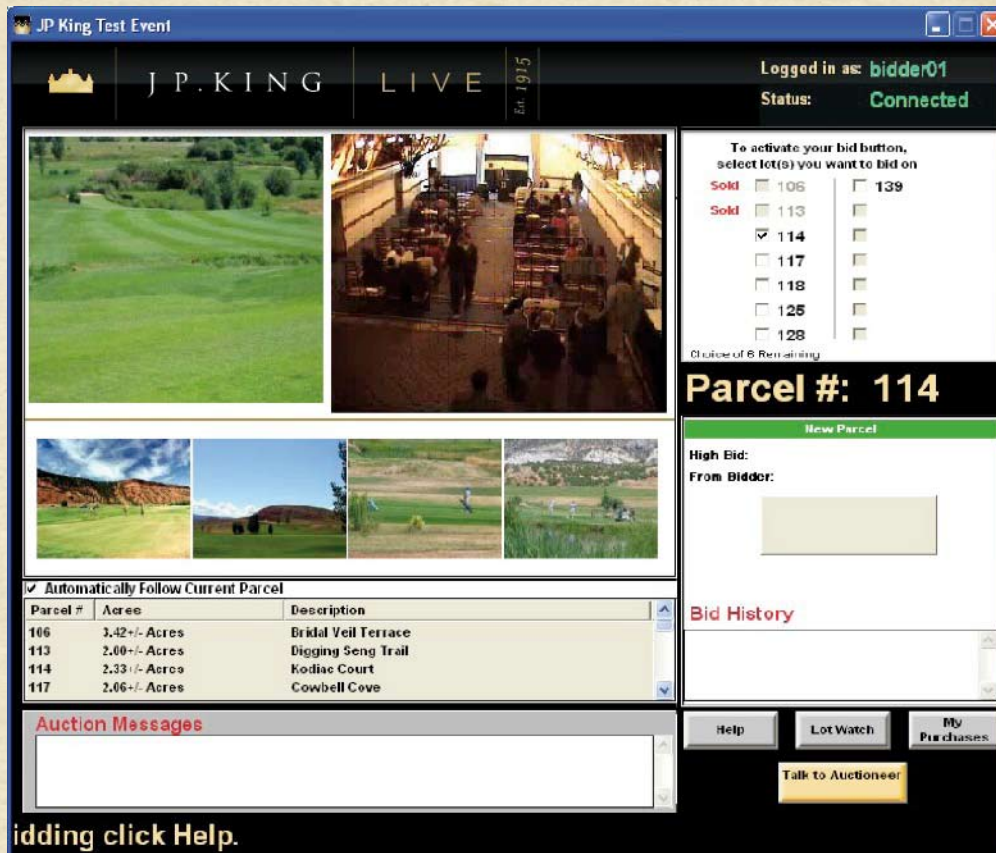 JP King Test Event
J P. KING LIVE Est. 1915
Logged in as: bidder01
Status: Connected
To activate your bid button,
select lot(s) you want to bid on
Sold 106 139
Sold 113
114
117
118
125
128
Choice of 6 Remaining
Parcel #: 114
New Parcel
High Bid:
From Bidder:
Bid History
Automatically Follow Current Parcel
Parcel # Acres Description
106 3.42+/- Acres Bridal Veil Terrace
113 2.00+/- Acres Digging Seng Trail
114 2.33+/- Acres Kodiac Court
117 2.06+/- Acres Cowbell Cove
Auction Messages
Help Lot Watch My Purchases
Talk to Auctioneer
idding click Help.